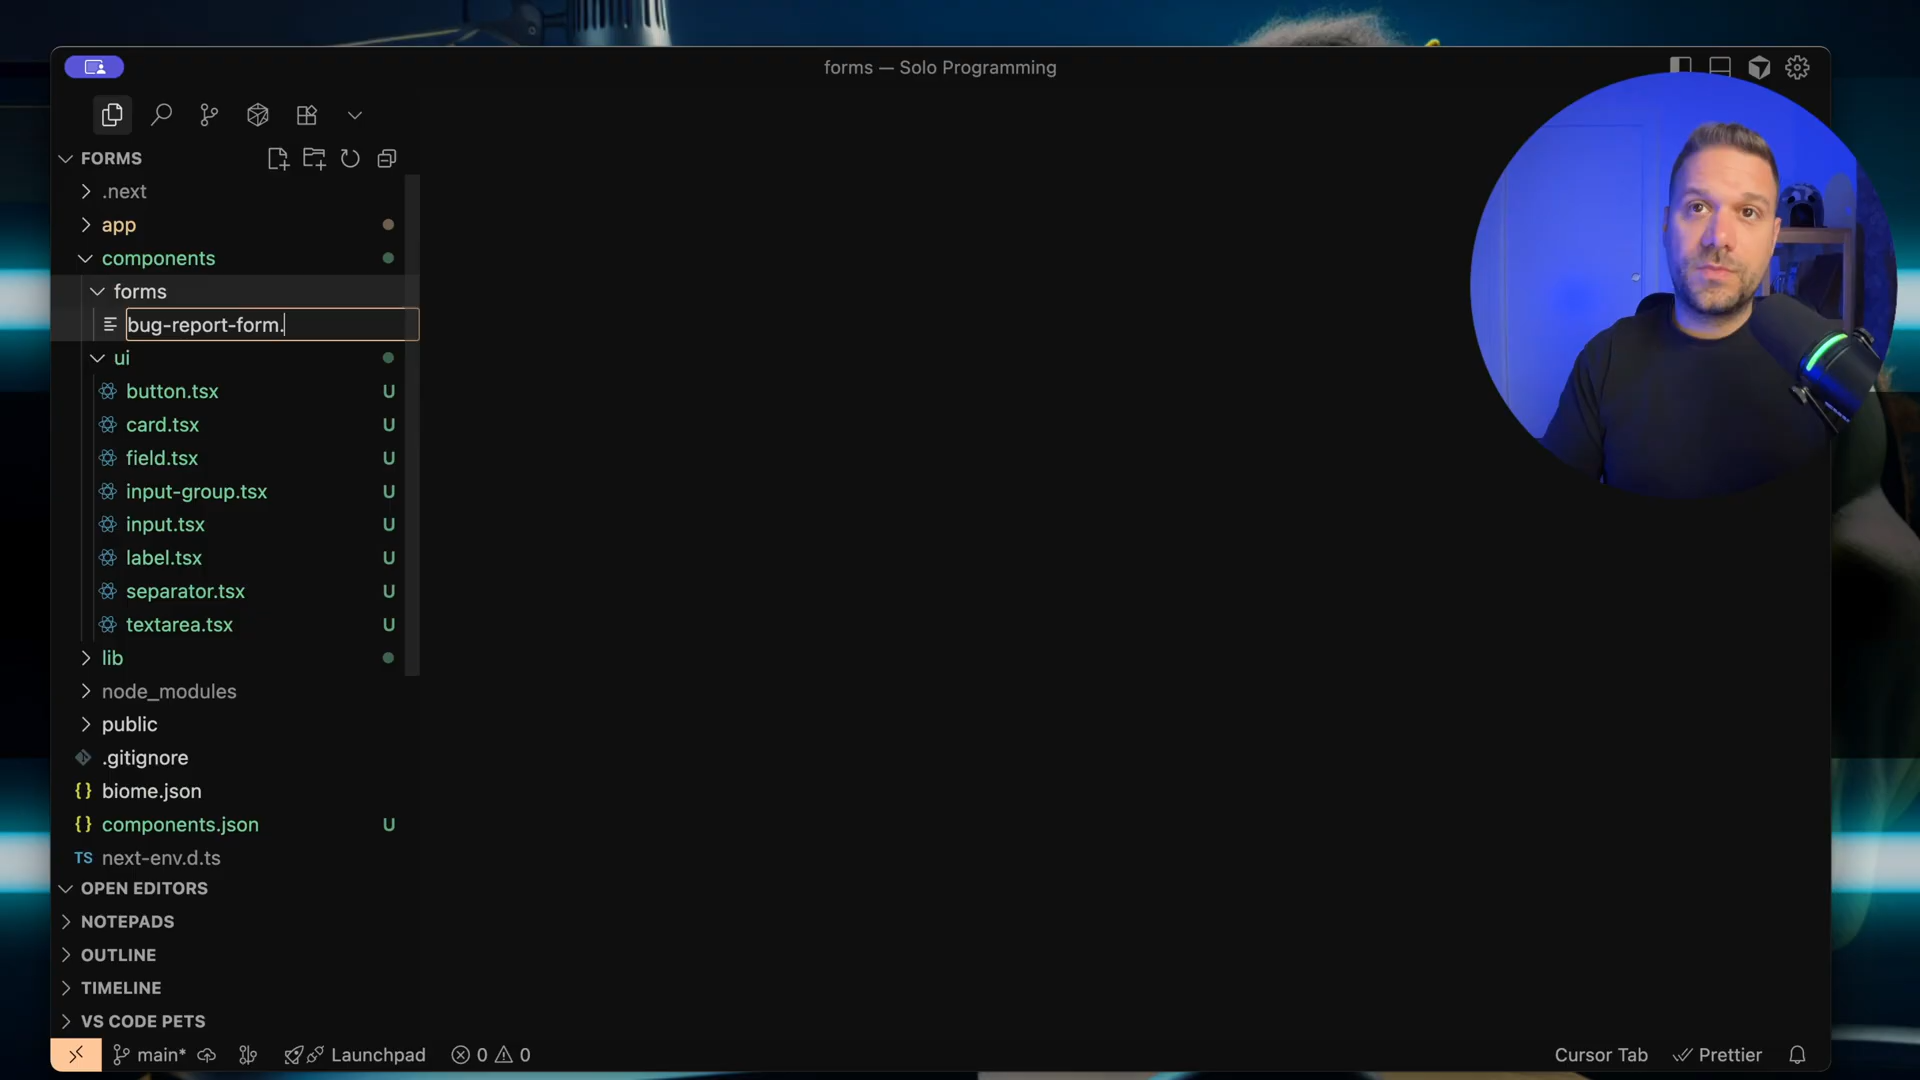 forms — Solo Programming
FORMS
.next
app
components
forms
bug-report-form.
ui
button.tsx U
card.tsx U
field.tsx U
input-group.tsx U
input.tsx U
label.tsx U
separator.tsx U
textarea.tsx U
lib
node_modules
public
.gitignore
{} biome.json
{} components.json U
TS next-env.d.ts
OPEN EDITORS
NOTEPADS
OUTLINE
TIMELINE
VS CODE PETS
main* Launchpad 0 0 Cursor Tab Prettier